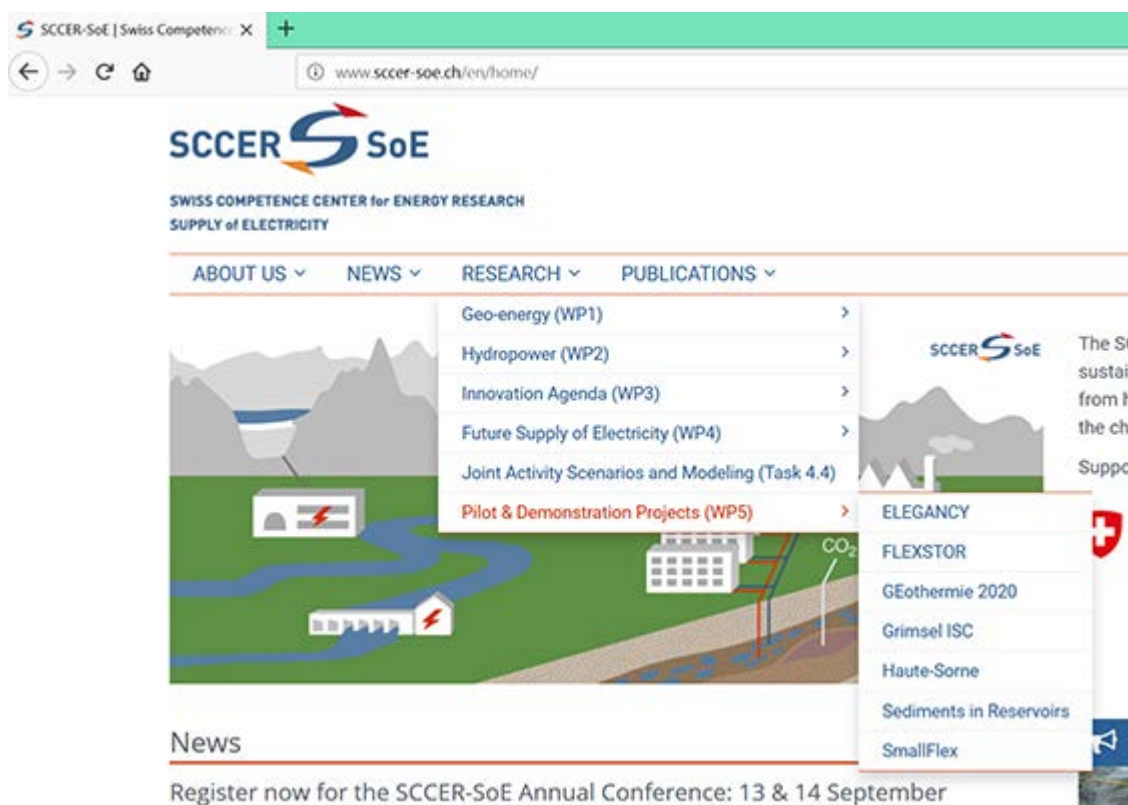 SCCER-SoE | Swiss Competenc
www.sccer-soe.ch/en/home/
SCCER SoE
SWISS COMPETENCE CENTER for ENERGY RESEARCH
SUPPLY of ELECTRICITY
ABOUT US NEWS RESEARCH PUBLICATIONS
Geo-energy (WP1)
Hydropower (WP2)
Innovation Agenda (WP3)
Future Supply of Electricity (WP4)
Joint Activity Scenarios and Modeling (Task 4.4)
Pilot & Demonstration Projects (WP5)
ELEGANCY
FLEXSTOR
GEothermie 2020
Grimsel ISC
Haute-Sorne
Sediments in Reservoirs
SmallFlex
SCCER SoE
CO2
The S
sustai
from h
the ch
Suppo
News
Register now for the SCCER-SoE Annual Conference: 13 & 14 September